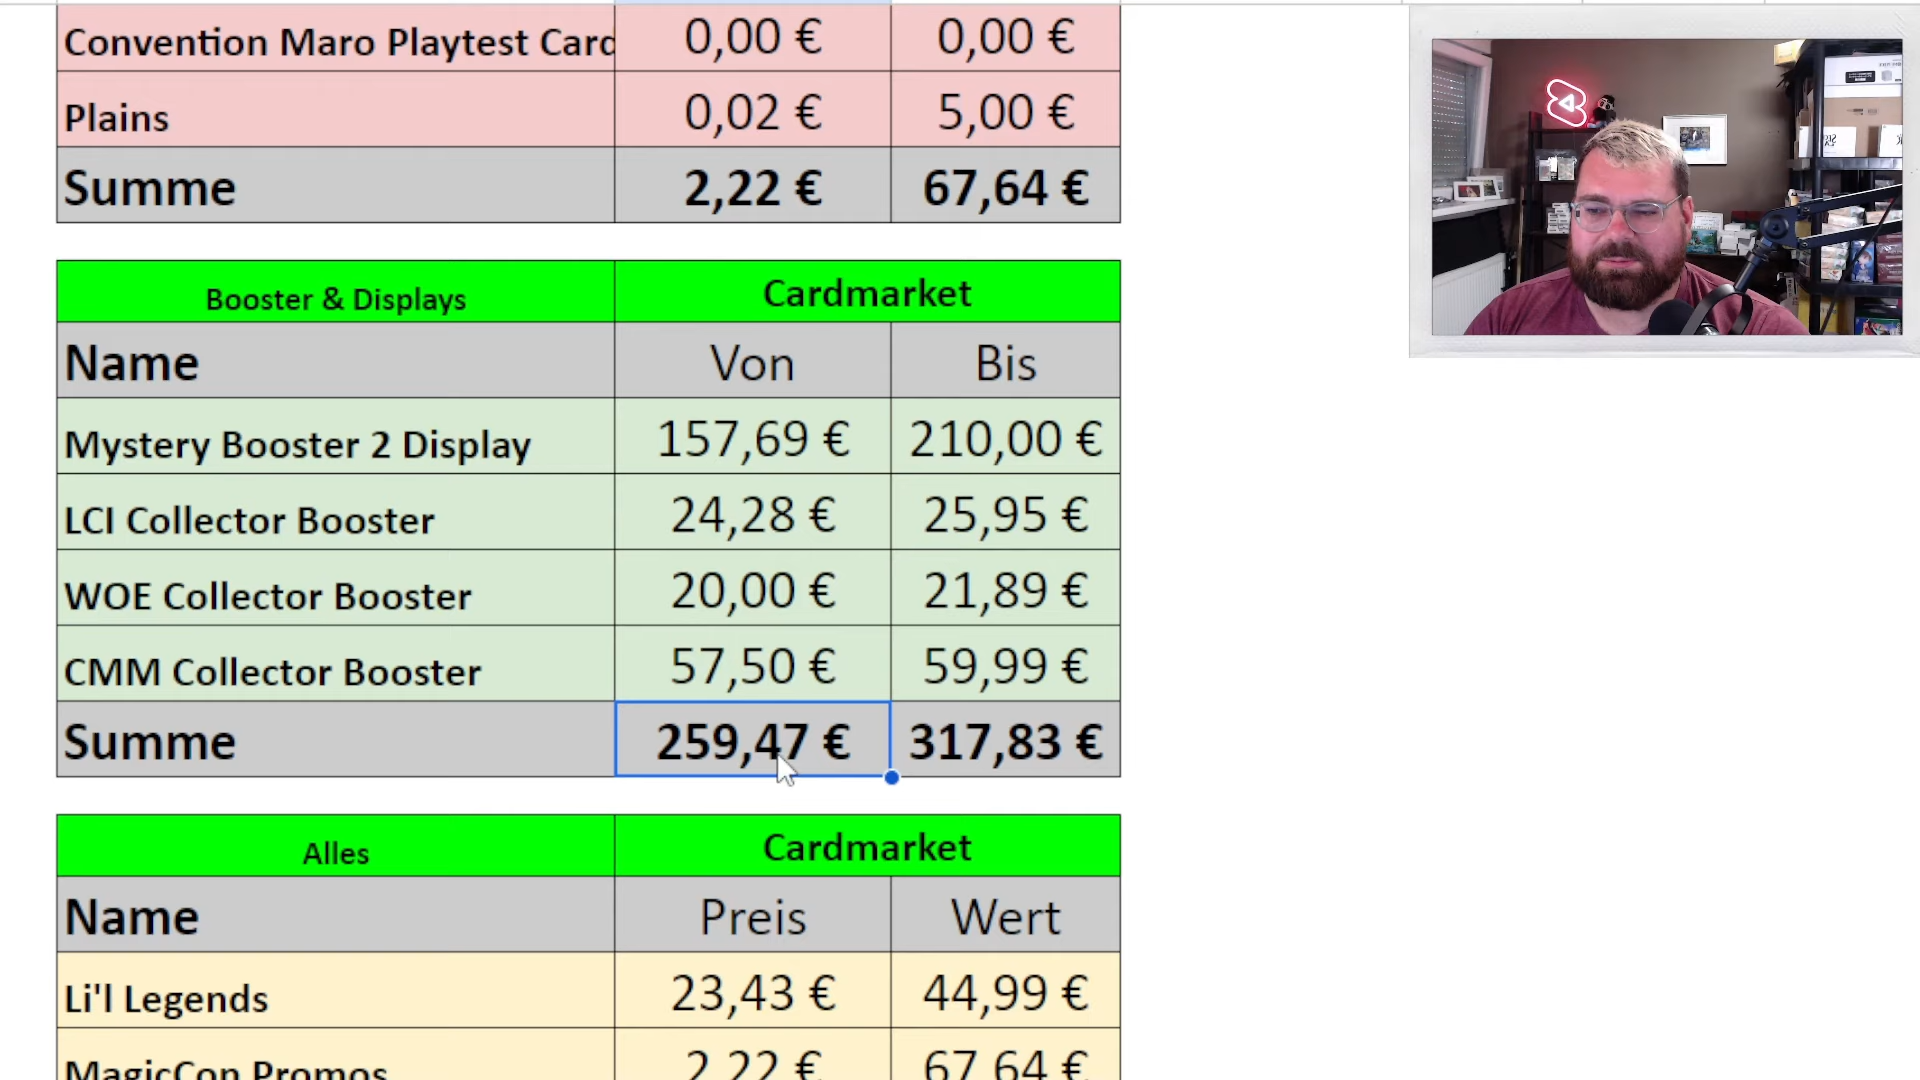 Convention Maro Playtest Card 0,00 € 0,00 €
Plains 0,02 € 5,00 €
Summe 2,22 € 67,64 €
Booster & Displays Cardmarket
Name Von Bis
Mystery Booster 2 Display 157,69 € 210,00 €
LCI Collector Booster 24,28 € 25,95 €
WOE Collector Booster 20,00 € 21,89 €
CMM Collector Booster 57,50 € 59,99 €
Summe 259,47 € 317,83 €
Alles Cardmarket
Name Preis Wert
Li'l Legends 23,43 € 44,99 €
MagicCon Promos 2,22 € 67,64 €